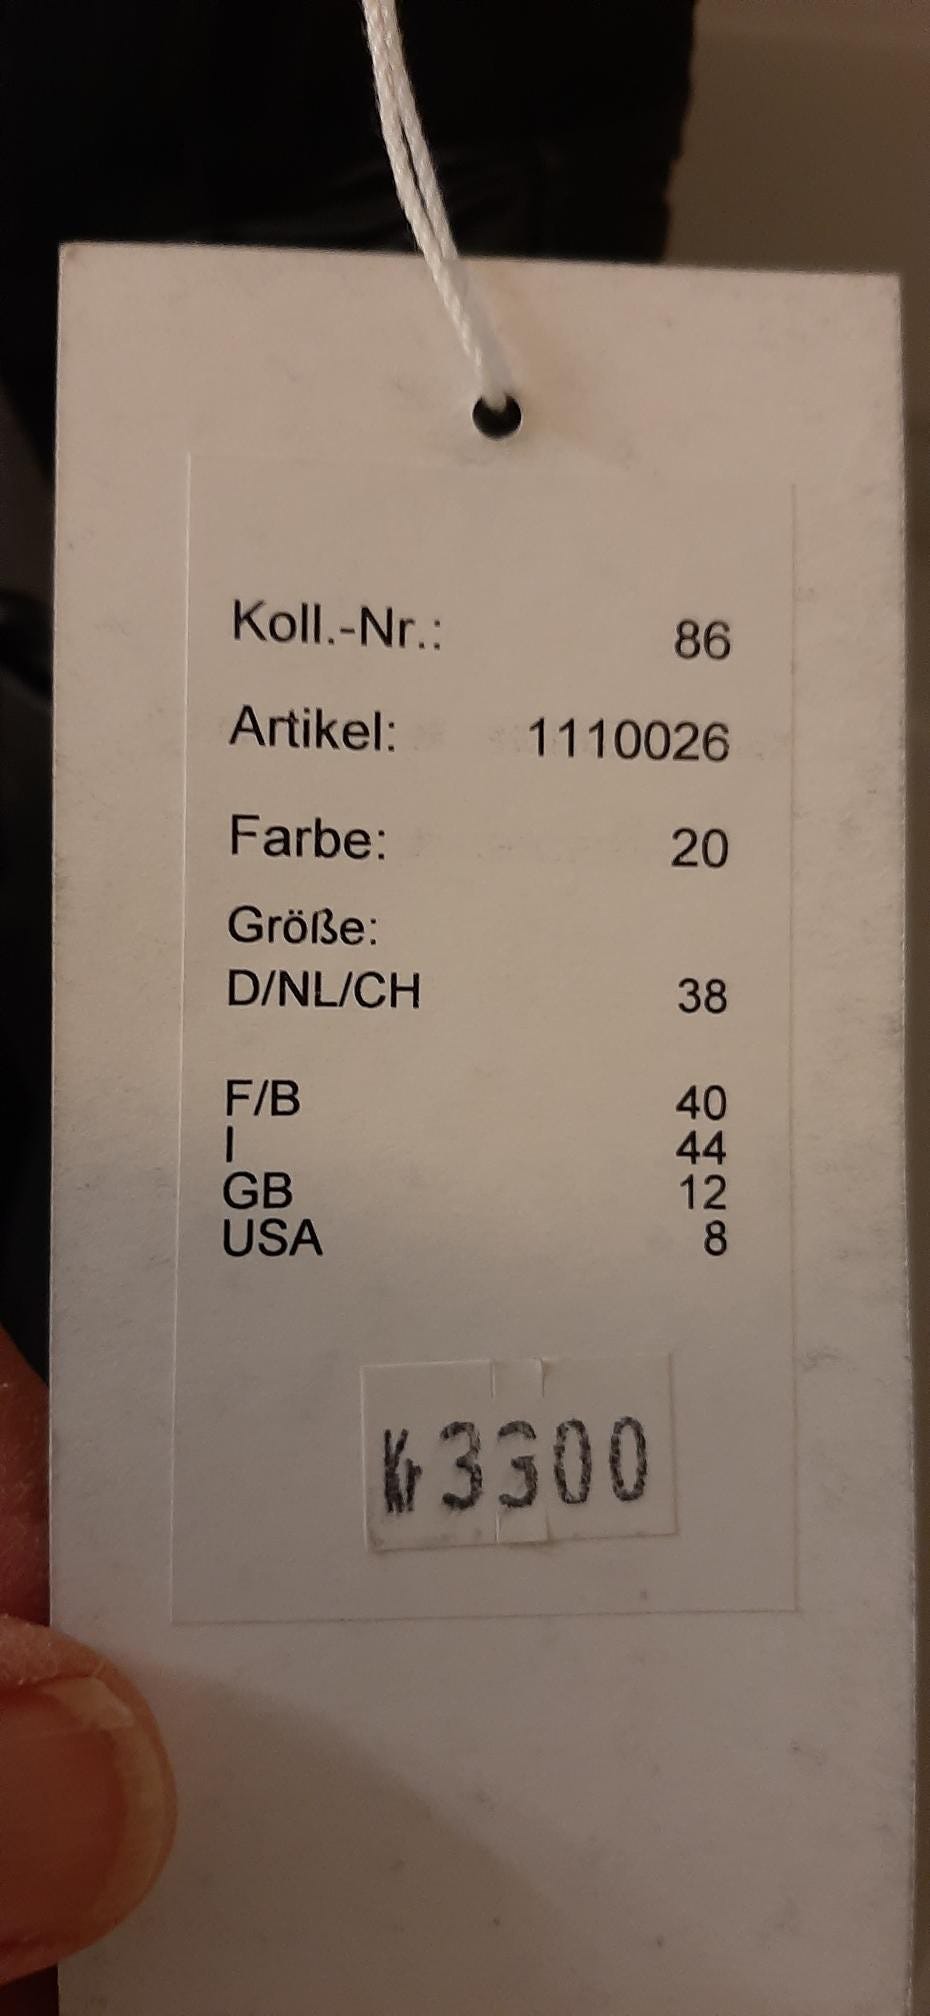 Koll.-Nr.: 86
Artikel: 1110026
Farbe: 20
Größe:
D/NL/CH 38
F/B 40
I 44
GB 12
USA 8
Kr 3300